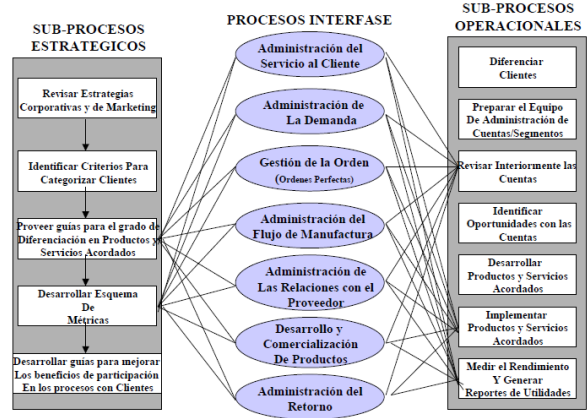 SUB-PROCESOS
ESTRATEGICOS
Revisar Estrategias
Corporativas y de Marketing
Identificar Criterios Para
Categorizar Clientes
Proveer guías para el grado de
Diferenciación en Productos y
Servicios Acordados
Desarrollar Esquema
De
Métricas
Desarrollar guías para mejorar
Los beneficios de participación
En los procesos con Clientes
PROCESOS INTERFASE
Administración del
Servicio al Cliente
Administración de
La Demanda
Gestión de la Orden
(Ordenes Perfectas)
Administración del
Flujo de Manufactura
Administración de
Las Relaciones con el
Proveedor
Desarrollo y
Comercialización
De Productos
Administración del
Retorno
SUB-PROCESOS
OPERACIONALES
Diferenciar
Clientes
Preparar el Equipo
De Administración de
Cuentas/Segmentos
Revisar Interiormente las
Cuentas
Identificar
Oportunidades con las
Cuentas
Desarrollar
Productos y Servicios
Acordados
Implementar
Productos y Servicios
Acordados
Medir el Rendimiento
Y Generar
Reportes de Utilidades